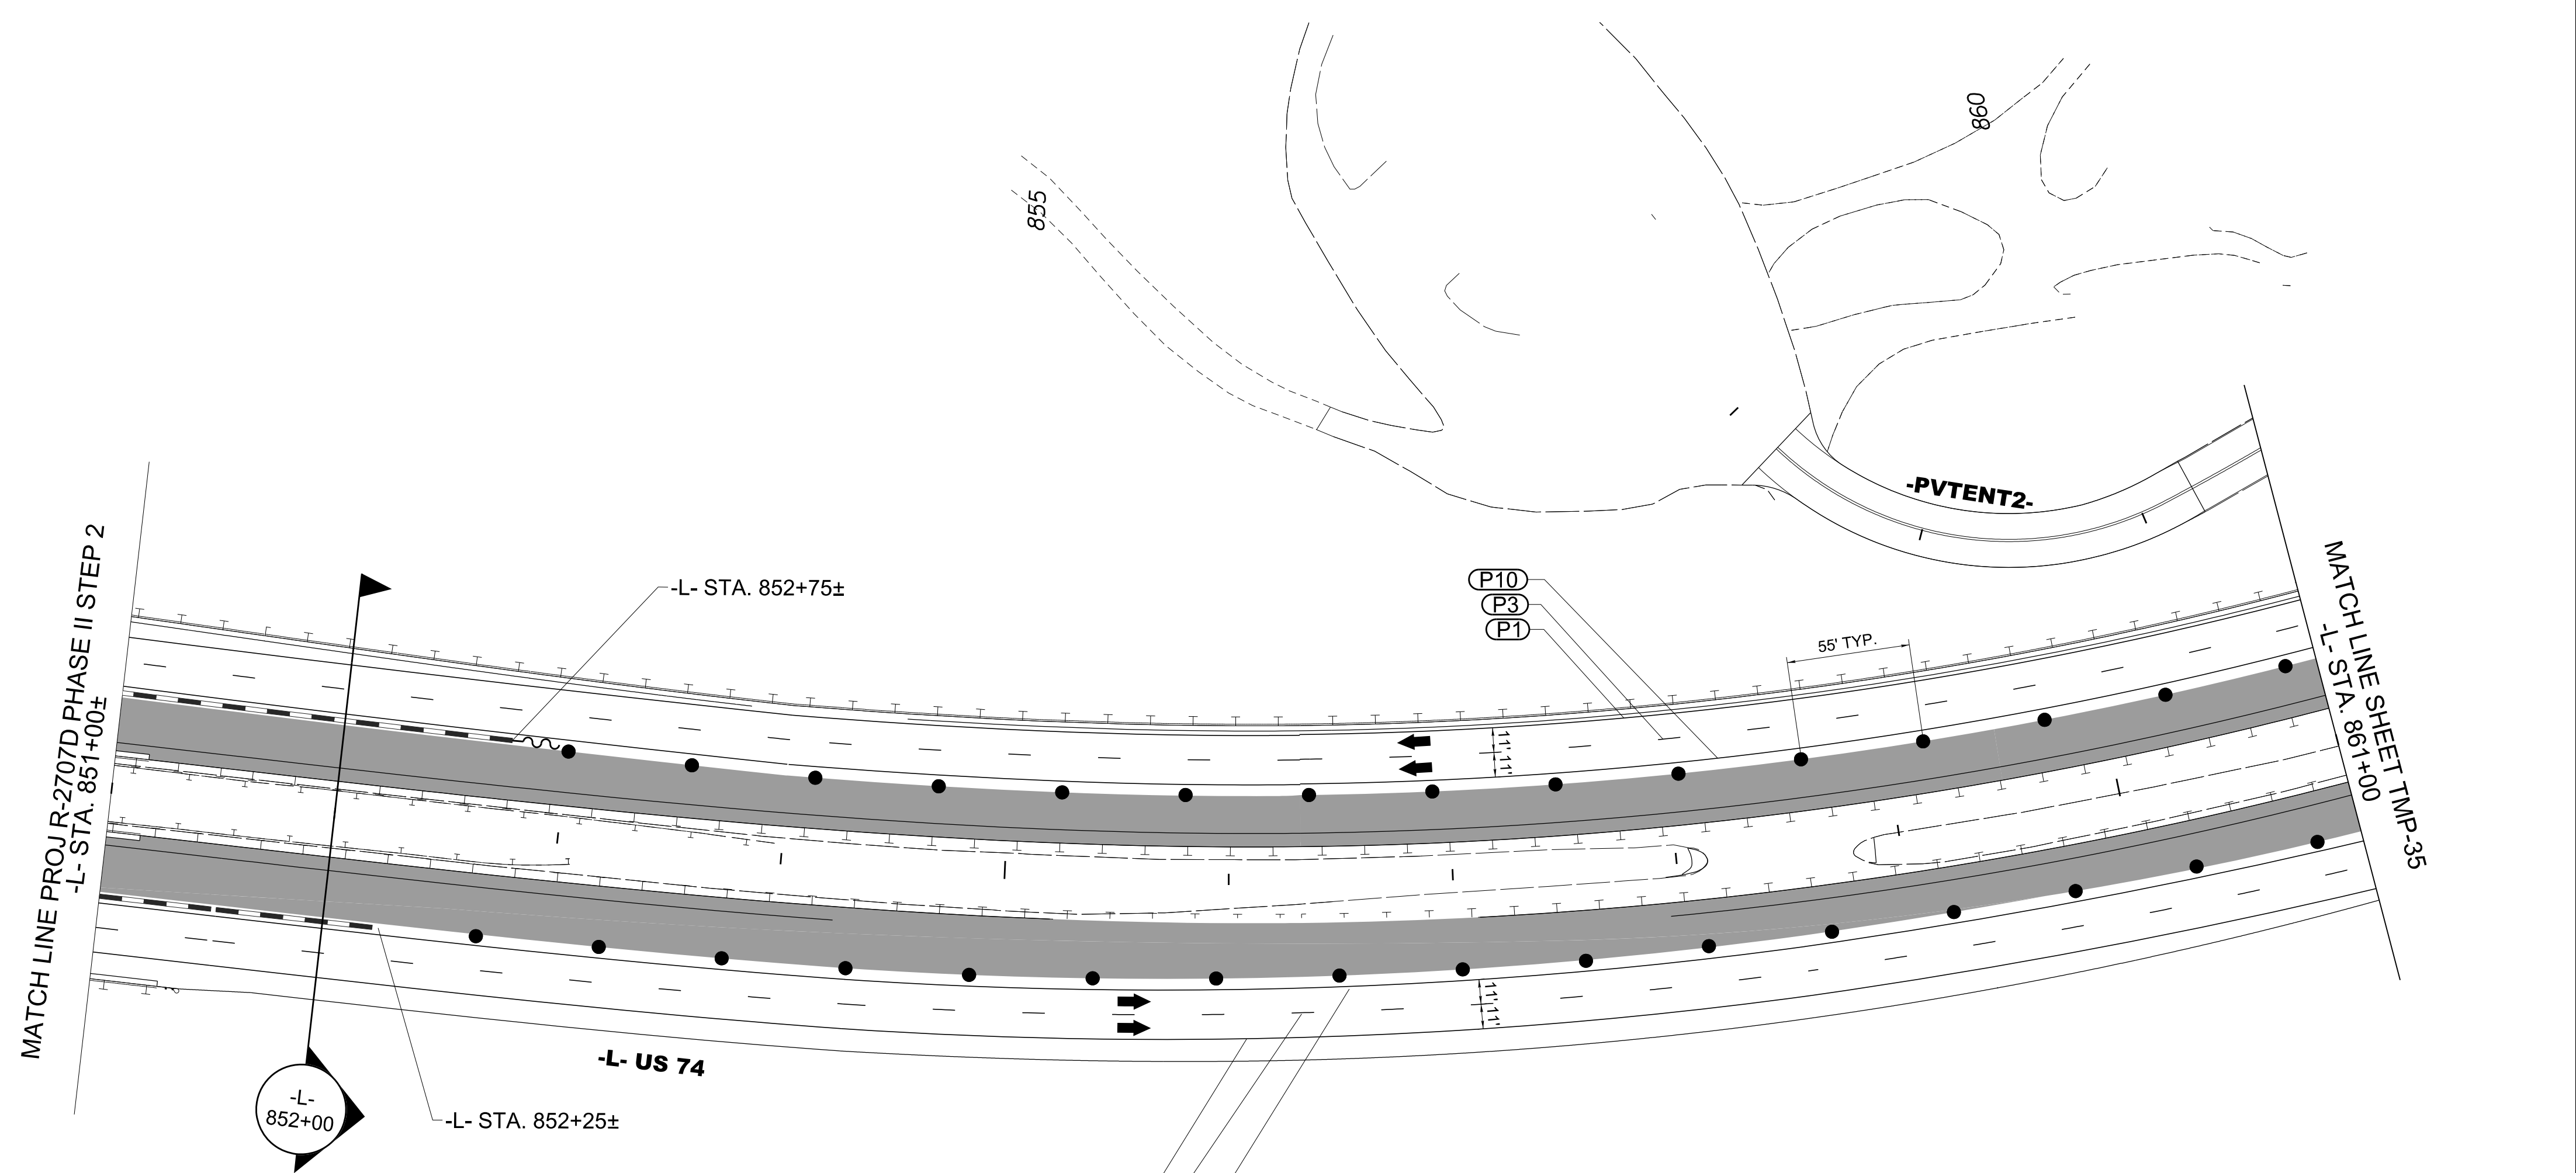 860
855
-PVTENT2-
MATCH LINE PROJ R-2707D PHASE II STEP 2
-L- STA. 851+00±
-L- STA. 852+75±
P10
P3
P1
55' TYP.
MATCH LINE SHEET TMP-35
-L- STA. 861+00
11'
11'
11'
11'
-L- US 74
-L-
852+00
-L- STA. 852+25±